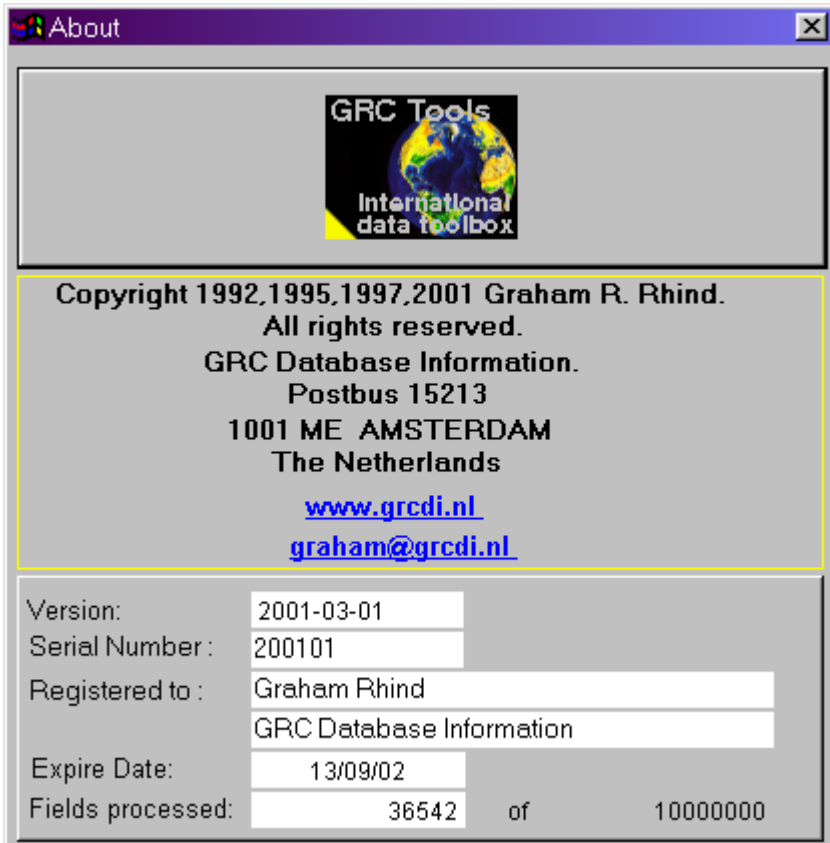 About
GRC Tools
International
data toolbox
Copyright 1992,1995,1997,2001 Graham R. Rhind.
All rights reserved.
GRC Database Information.
Postbus 15213
1001 ME AMSTERDAM
The Netherlands
www.grcdi.nl
graham@grcdi.nl
Version: 2001-03-01
Serial Number : 200101
Registered to : Graham Rhind
GRC Database Information
Expire Date: 13/09/02
Fields processed: 36542 of 10000000